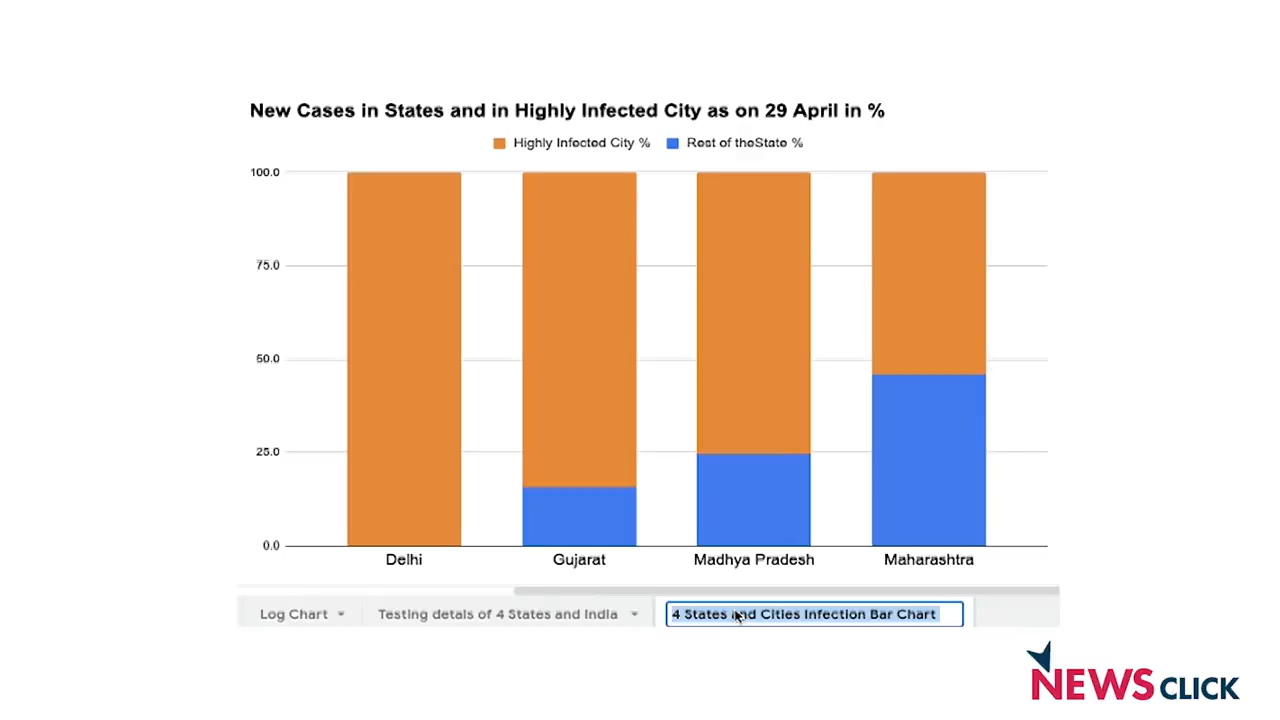 New Cases in States and in Highly Infected City as on 29 April in %
Highly Infected City % Rest of theState %
100.0
75.0
50.0
25.0
0.0
Delhi Gujarat Madhya Pradesh Maharashtra
Log Chart Testing detals of 4 States and India 4 States and Cities Infection Bar Chart
NEWSCLICK